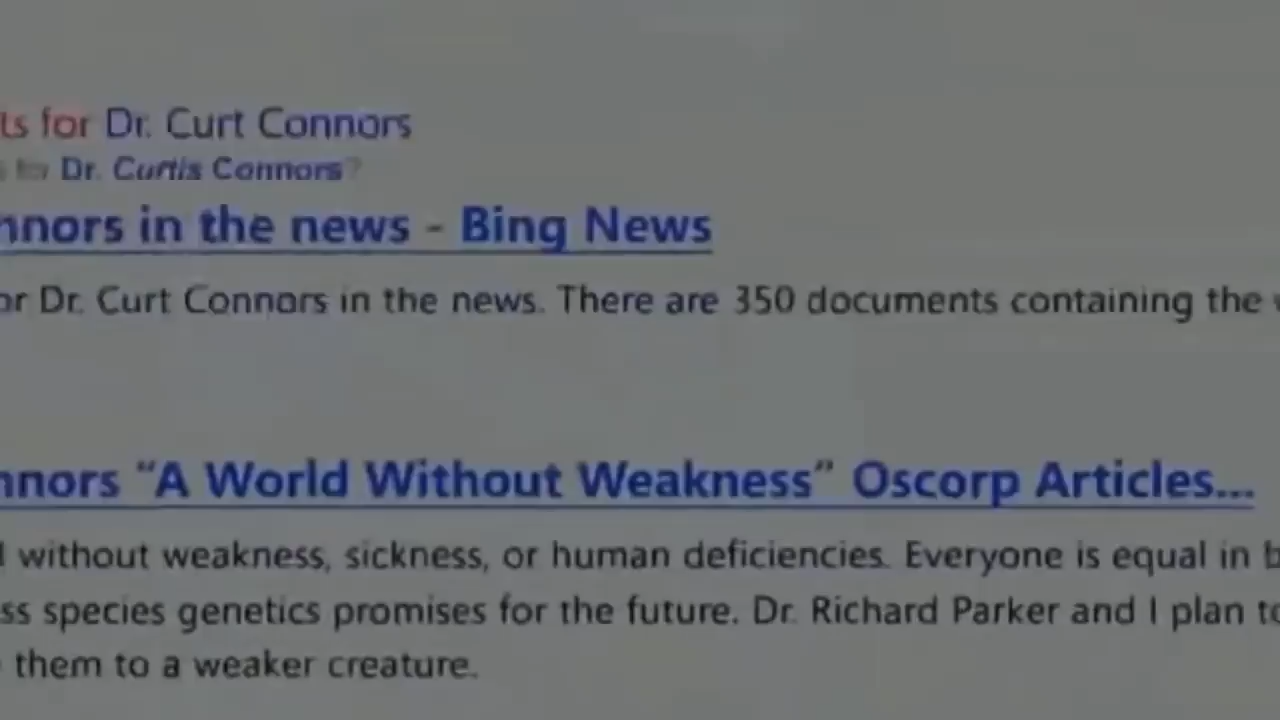 ts for Dr. Curt Connors
s for Dr. Curtis Connors?
nnors in the news - Bing News
or Dr. Curt Connors in the news. There are 350 documents containing the
nnors “A World Without Weakness” Oscorp Articles...
without weakness, sickness, or human deficiencies. Everyone is equal in
ss species genetics promises for the future. Dr. Richard Parker and I plan to
them to a weaker creature.